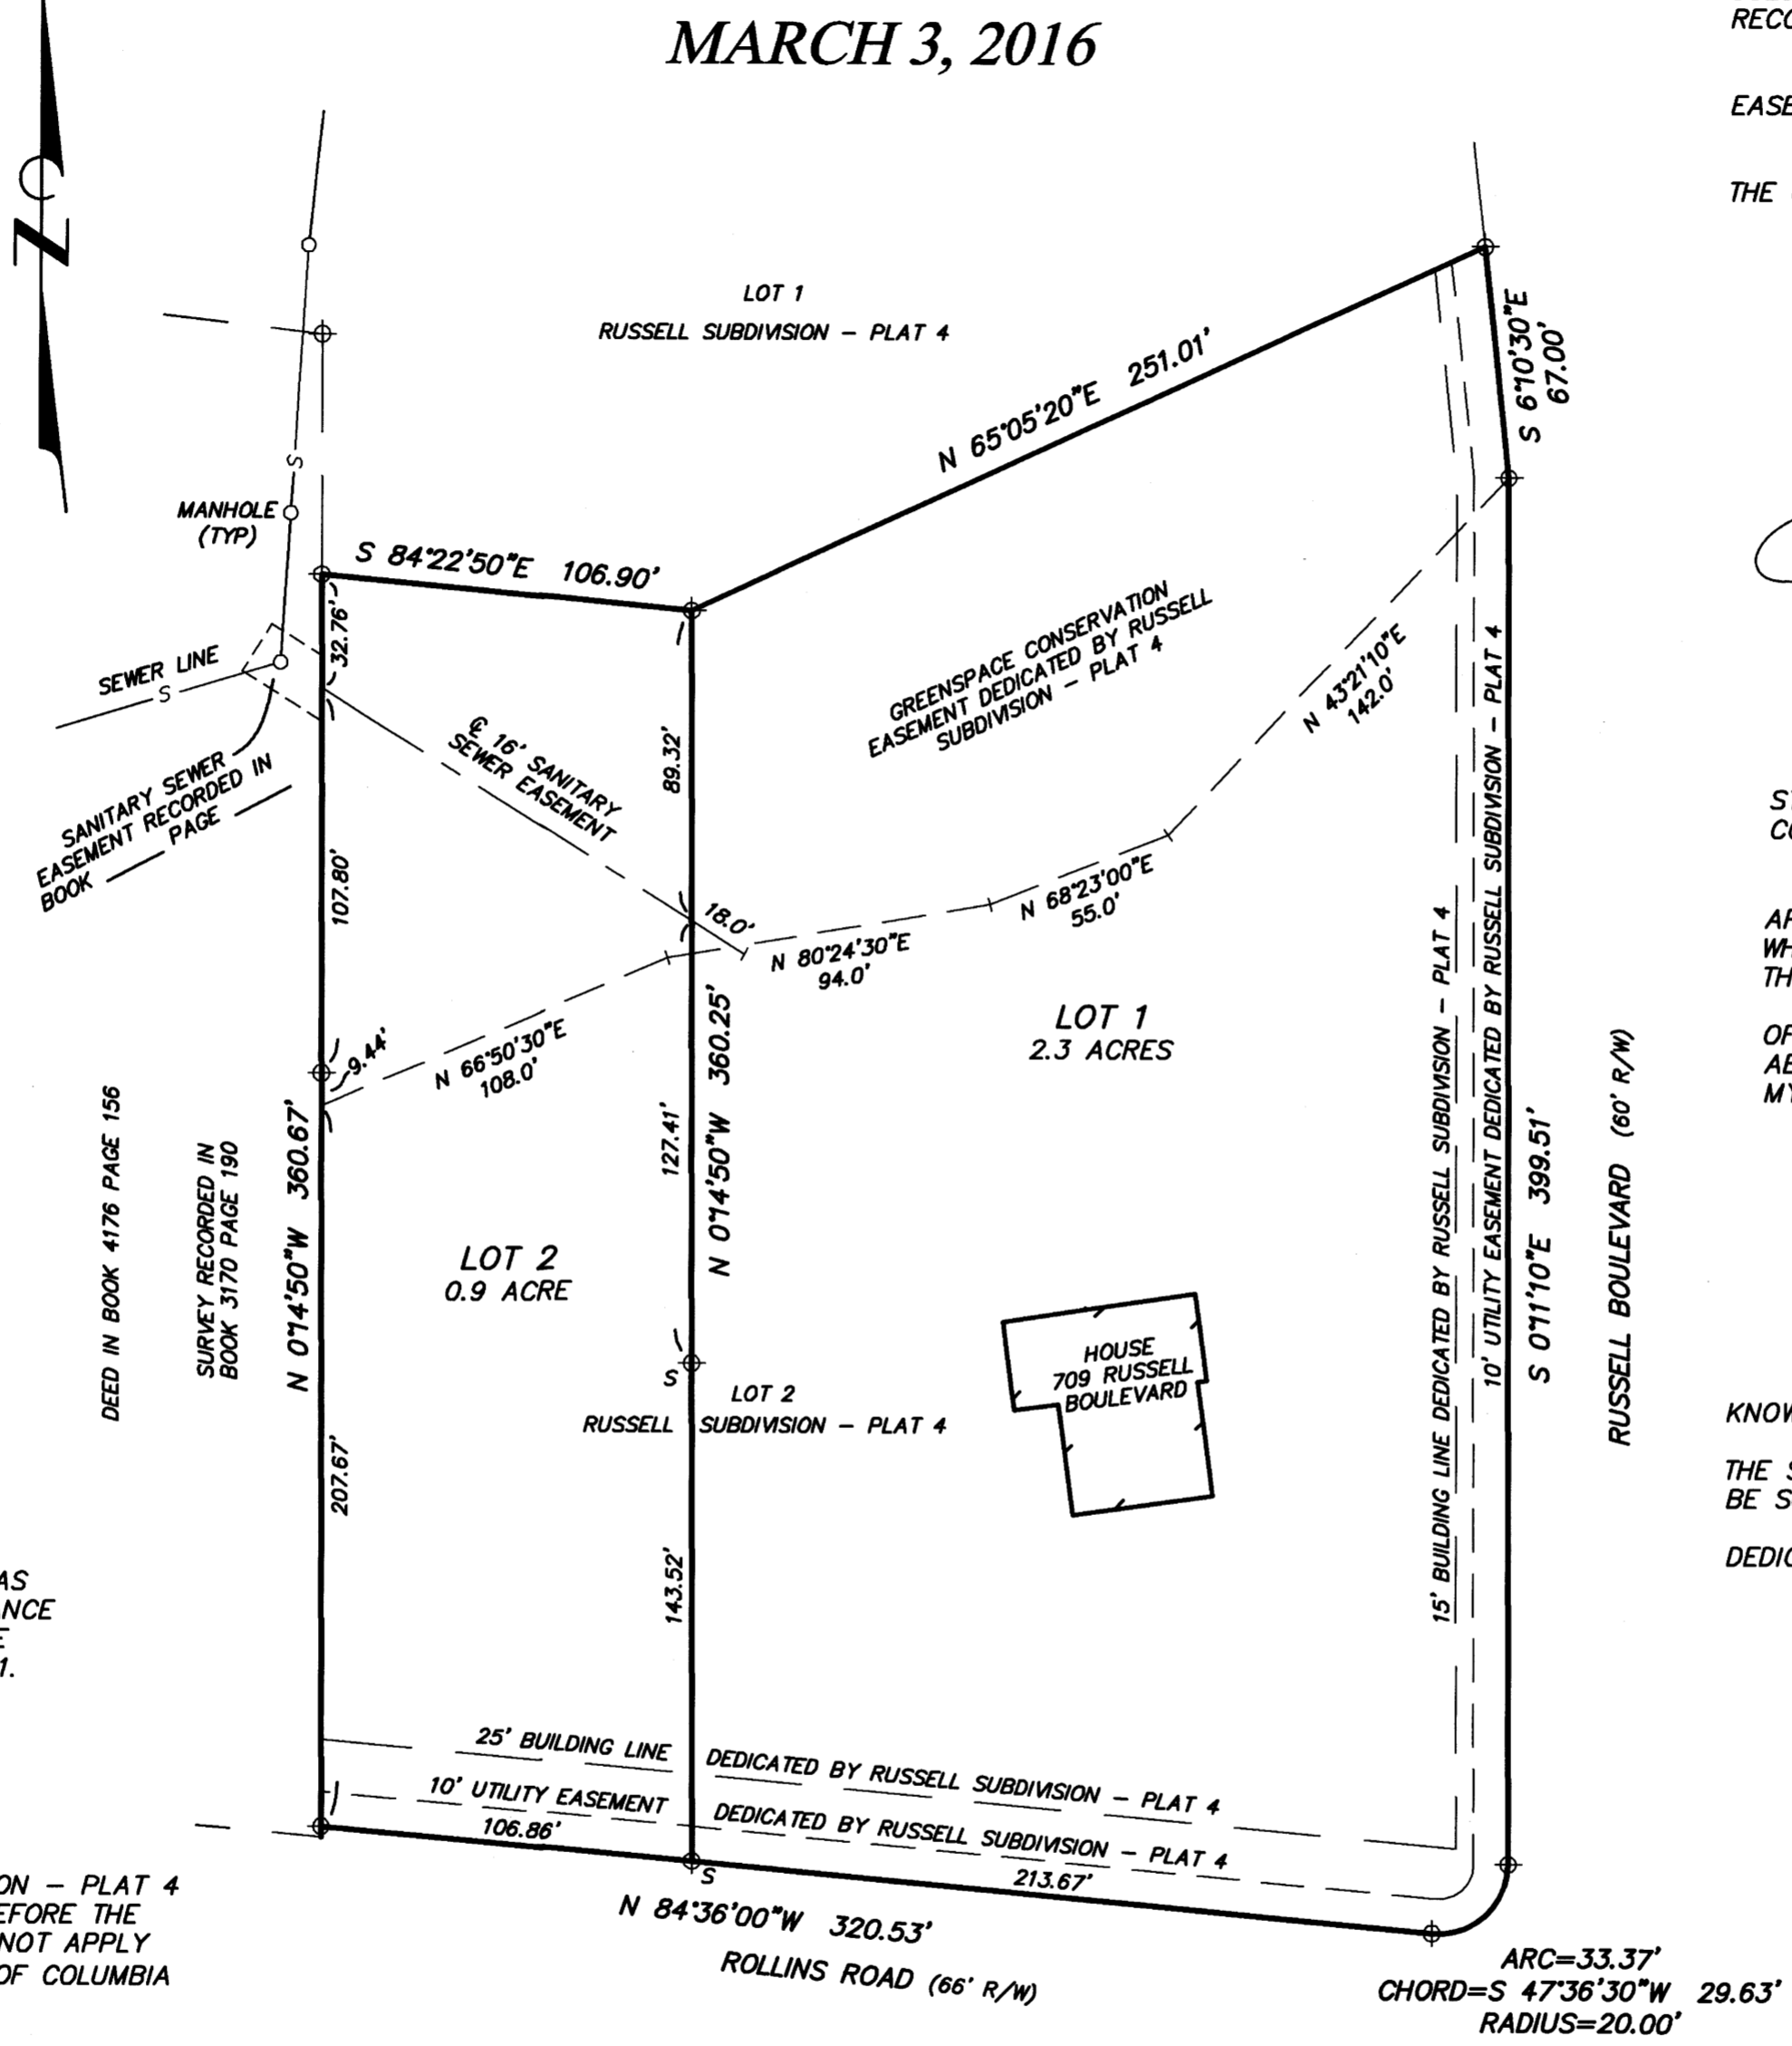 MARCH 3, 2016
RECO
EASE
THE
N
LOT 1
RUSSELL SUBDIVISION – PLAT 4
N 65°05'20"E 251.01'
S 6°10'30"E
67.00'
S
MANHOLE
(TYP)
S 84°22'50"E 106.90'
32.76'
SEWER LINE
S
SANITARY SEWER
EASEMENT RECORDED IN
BOOK ——— PAGE ———
℄ 16' SANITARY
SEWER EASEMENT
89.32'
GREENSPACE CONSERVATION
EASEMENT DEDICATED BY RUSSELL
SUBDIVISION – PLAT 4
N 43°21'10"E
142.0'
107.80'
18.0'
N 80°24'30"E
94.0'
N 68°23'00"E
55.0'
9.44'
N 66°50'30"E
108.0'
LOT 1
2.3 ACRES
DEED IN BOOK 4176 PAGE 156
SURVEY RECORDED IN
BOOK 3170 PAGE 190
N 0°14'50"W 360.67'
127.41'
N 0°14'50"W 360.25'
LOT 2
0.9 ACRE
15' BUILDING LINE DEDICATED BY RUSSELL SUBDIVISION – PLAT 4
10' UTILITY EASEMENT DEDICATED BY RUSSELL SUBDIVISION – PLAT 4
S 0°11'10"E 399.51'
RUSSELL BOULEVARD (60' R/W)
HOUSE
709 RUSSELL
BOULEVARD
S
LOT 2
RUSSELL SUBDIVISION – PLAT 4
207.67'
143.52'
25' BUILDING LINE DEDICATED BY RUSSELL SUBDIVISION – PLAT 4
10' UTILITY EASEMENT DEDICATED BY RUSSELL SUBDIVISION – PLAT 4
106.86'
S
213.67'
N 84°36'00"W 320.53'
ROLLINS ROAD (66' R/W)
ARC=33.37'
CHORD=S 47°36'30"W 29.63'
RADIUS=20.00'
AS
ANCE
E
1.
ON – PLAT 4
EFORE THE
NOT APPLY
OF COLUMBIA
ST
CO
AF
WH
TH
OF
AB
MY
KNOW
THE S
BE S
DEDIC